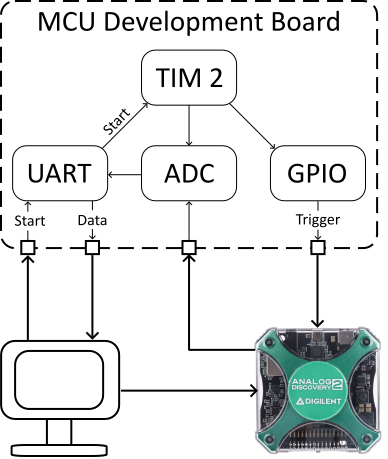 MCU Development Board
TIM 2
Start
UART
ADC
GPIO
Start
Data
Trigger
ANALOG
DISCOVERY 2
DIGILENT